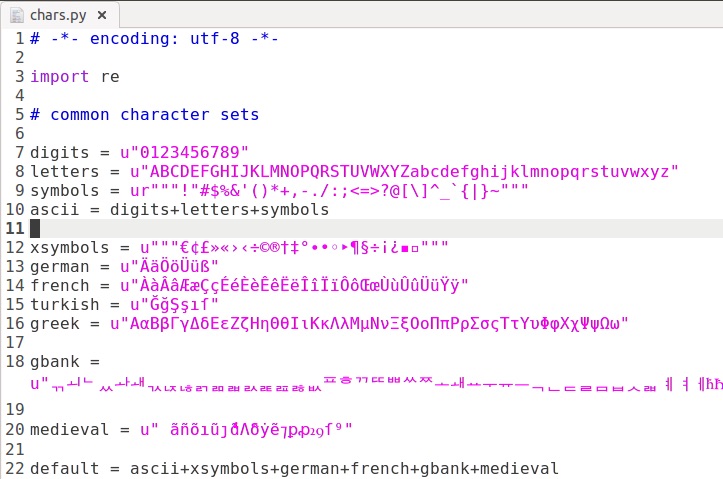 chars.py ×
1 # -*- encoding: utf-8 -*-
2
3 import re
4
5 # common character sets
6
7 digits = u"0123456789"
8 letters = u"ABCDEFGHIJKLMNOPQRSTUVWXYZabcdefghijklmnopqrstuvwxyz"
9 symbols = ur"""!"#$%&'()*+,-./:;<=>?@[\]^_`{|}~"""
10 ascii = digits+letters+symbols
11
12 xsymbols = u"""€¢£»«›‹÷©®†‡°∙•◦‣¶§÷¡¿▪▫"""
13 german = u"ÄäÖöÜüß"
14 french = u"ÀàÂâÆæÇçÉéÈèÊêËëÎîÏïÔôŒœÙùÛûÜüŸÿ"
15 turkish = u"ĞğŞşıſ"
16 greek = u"ΑαΒβΓγΔδΕεΖζΗηΘθΙιΚκΛλΜμΝνΞξΟοΠπΡρΣσςΤτΥυΦφΧχΨψΩω"
17
18 gbank =
u"
19
20 medieval = u"
21
22 default = ascii+xsymbols+german+french+gbank+medieval